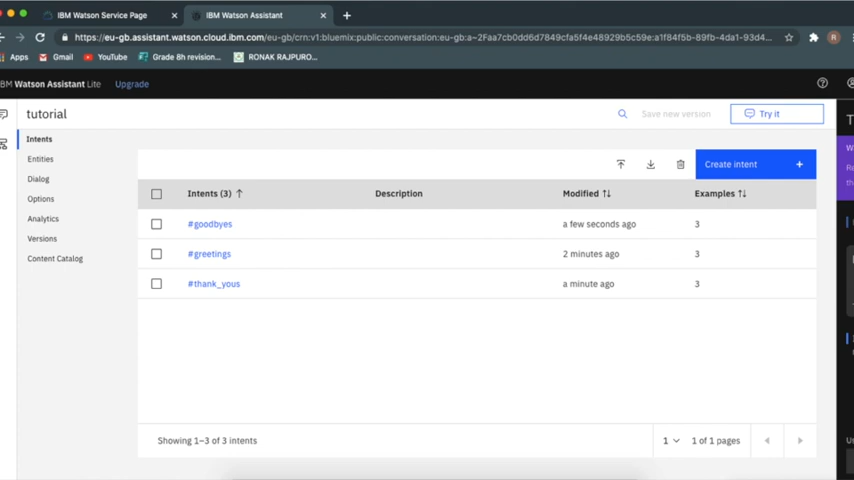 IBM Watson Service Page
IBM Watson Assistant
https://eu-gb.assistant.watson.cloud.ibm.com/eu-gb/crn:v1:bluemix:public:conversation:eu-gb:a~2Faa7cb0dd6d7849cfa5f4e48929b5c59e:a1f84f5b-89f6-4da1-93d4...
R
Apps
Gmail
YouTube
Grade 8h revision...
RONAK RAJPURO...
IBM Watson Assistant Lite
Upgrade
tutorial
Save new version
Try it
Intents
Entities
Dialog
Options
Analytics
Versions
Content Catalog
Create intent +
Intents (3)
Description
Modified
Examples
#goodbyes
a few seconds ago
3
#greetings
2 minutes ago
3
#thank_yous
a minute ago
3
Showing 1–3 of 3 intents
1
1 of 1 pages